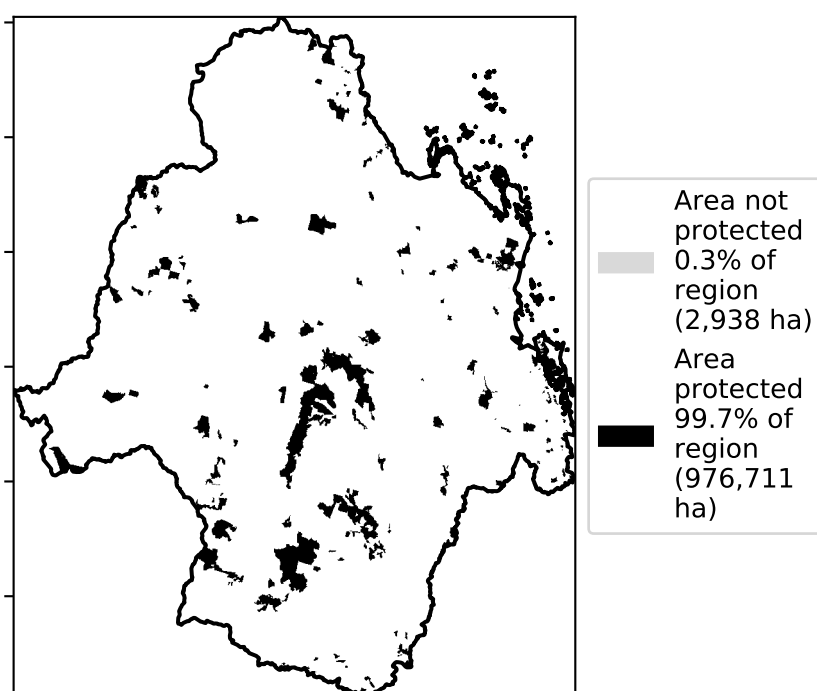 Area not
protected
0.3% of
region
(2,938 ha)
Area
protected
99.7% of
region
(976,711
ha)